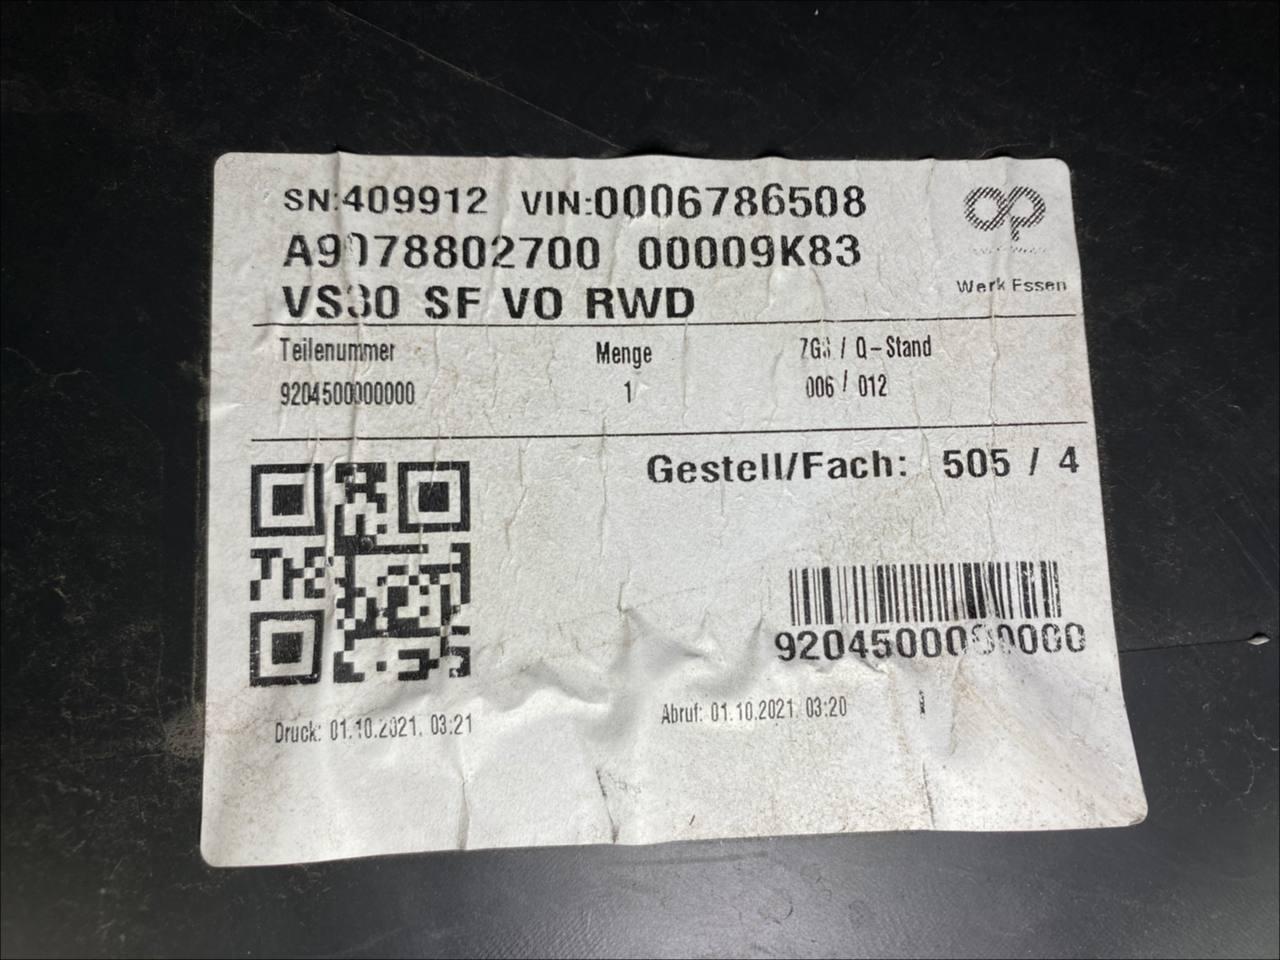 SN:409912 VIN:0006786508
A9078802700 00009K83
VS30 SF VO RWD
Werk Essen
Teilenummer Menge ZGS / Q-Stand
9204500000000 1 006 / 012
Gestell/Fach: 505 / 4
9204500000000
Druck: 01.10.2021, 03:21 Abruf: 01.10.2021, 03:20